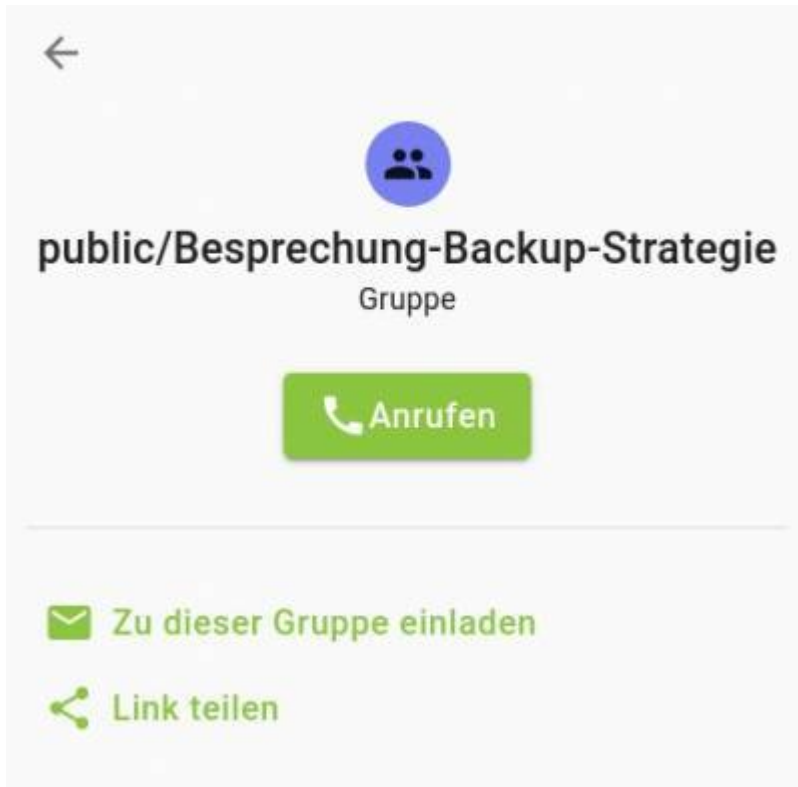 public/Besprechung-Backup-Strategie
Gruppe
Anrufen
Zu dieser Gruppe einladen
Link teilen